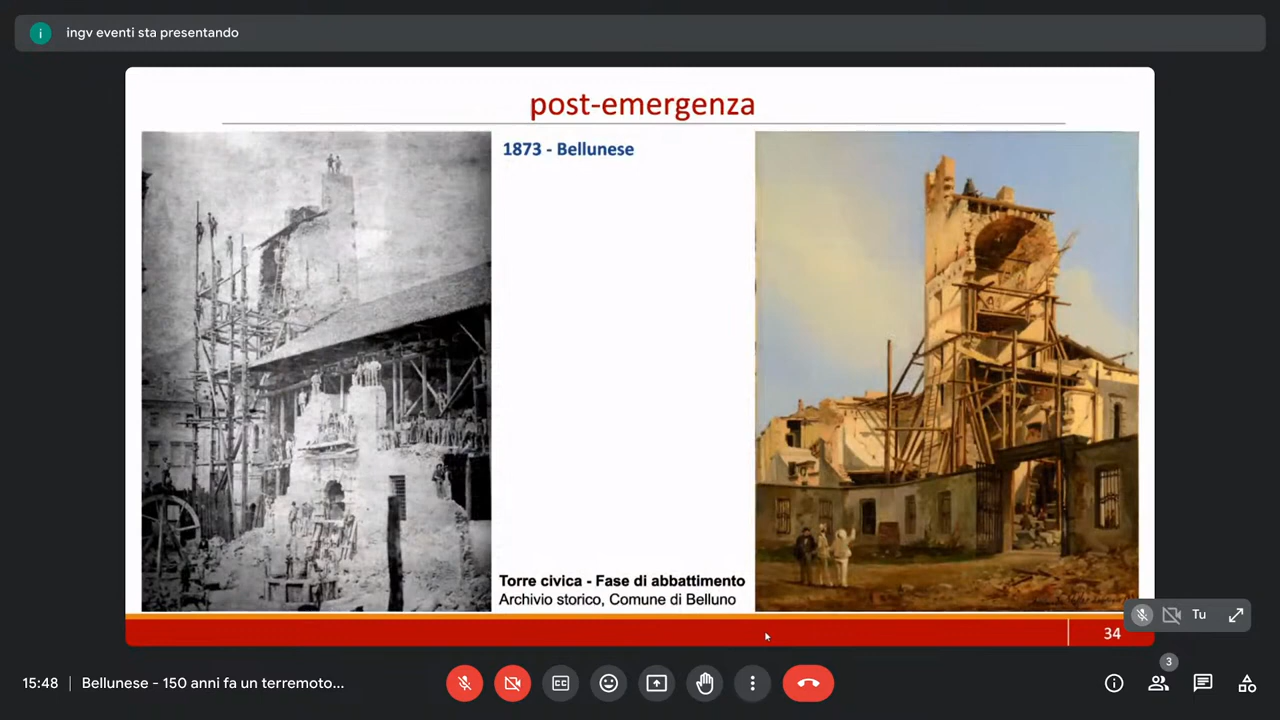 ingv eventi sta presentando
post-emergenza
1873 - Bellunese
Torre civica - Fase di abbattimento
Archivio storico, Comune di Belluno
Tu
34
3
15:48 | Bellunese - 150 anni fa un terremoto...